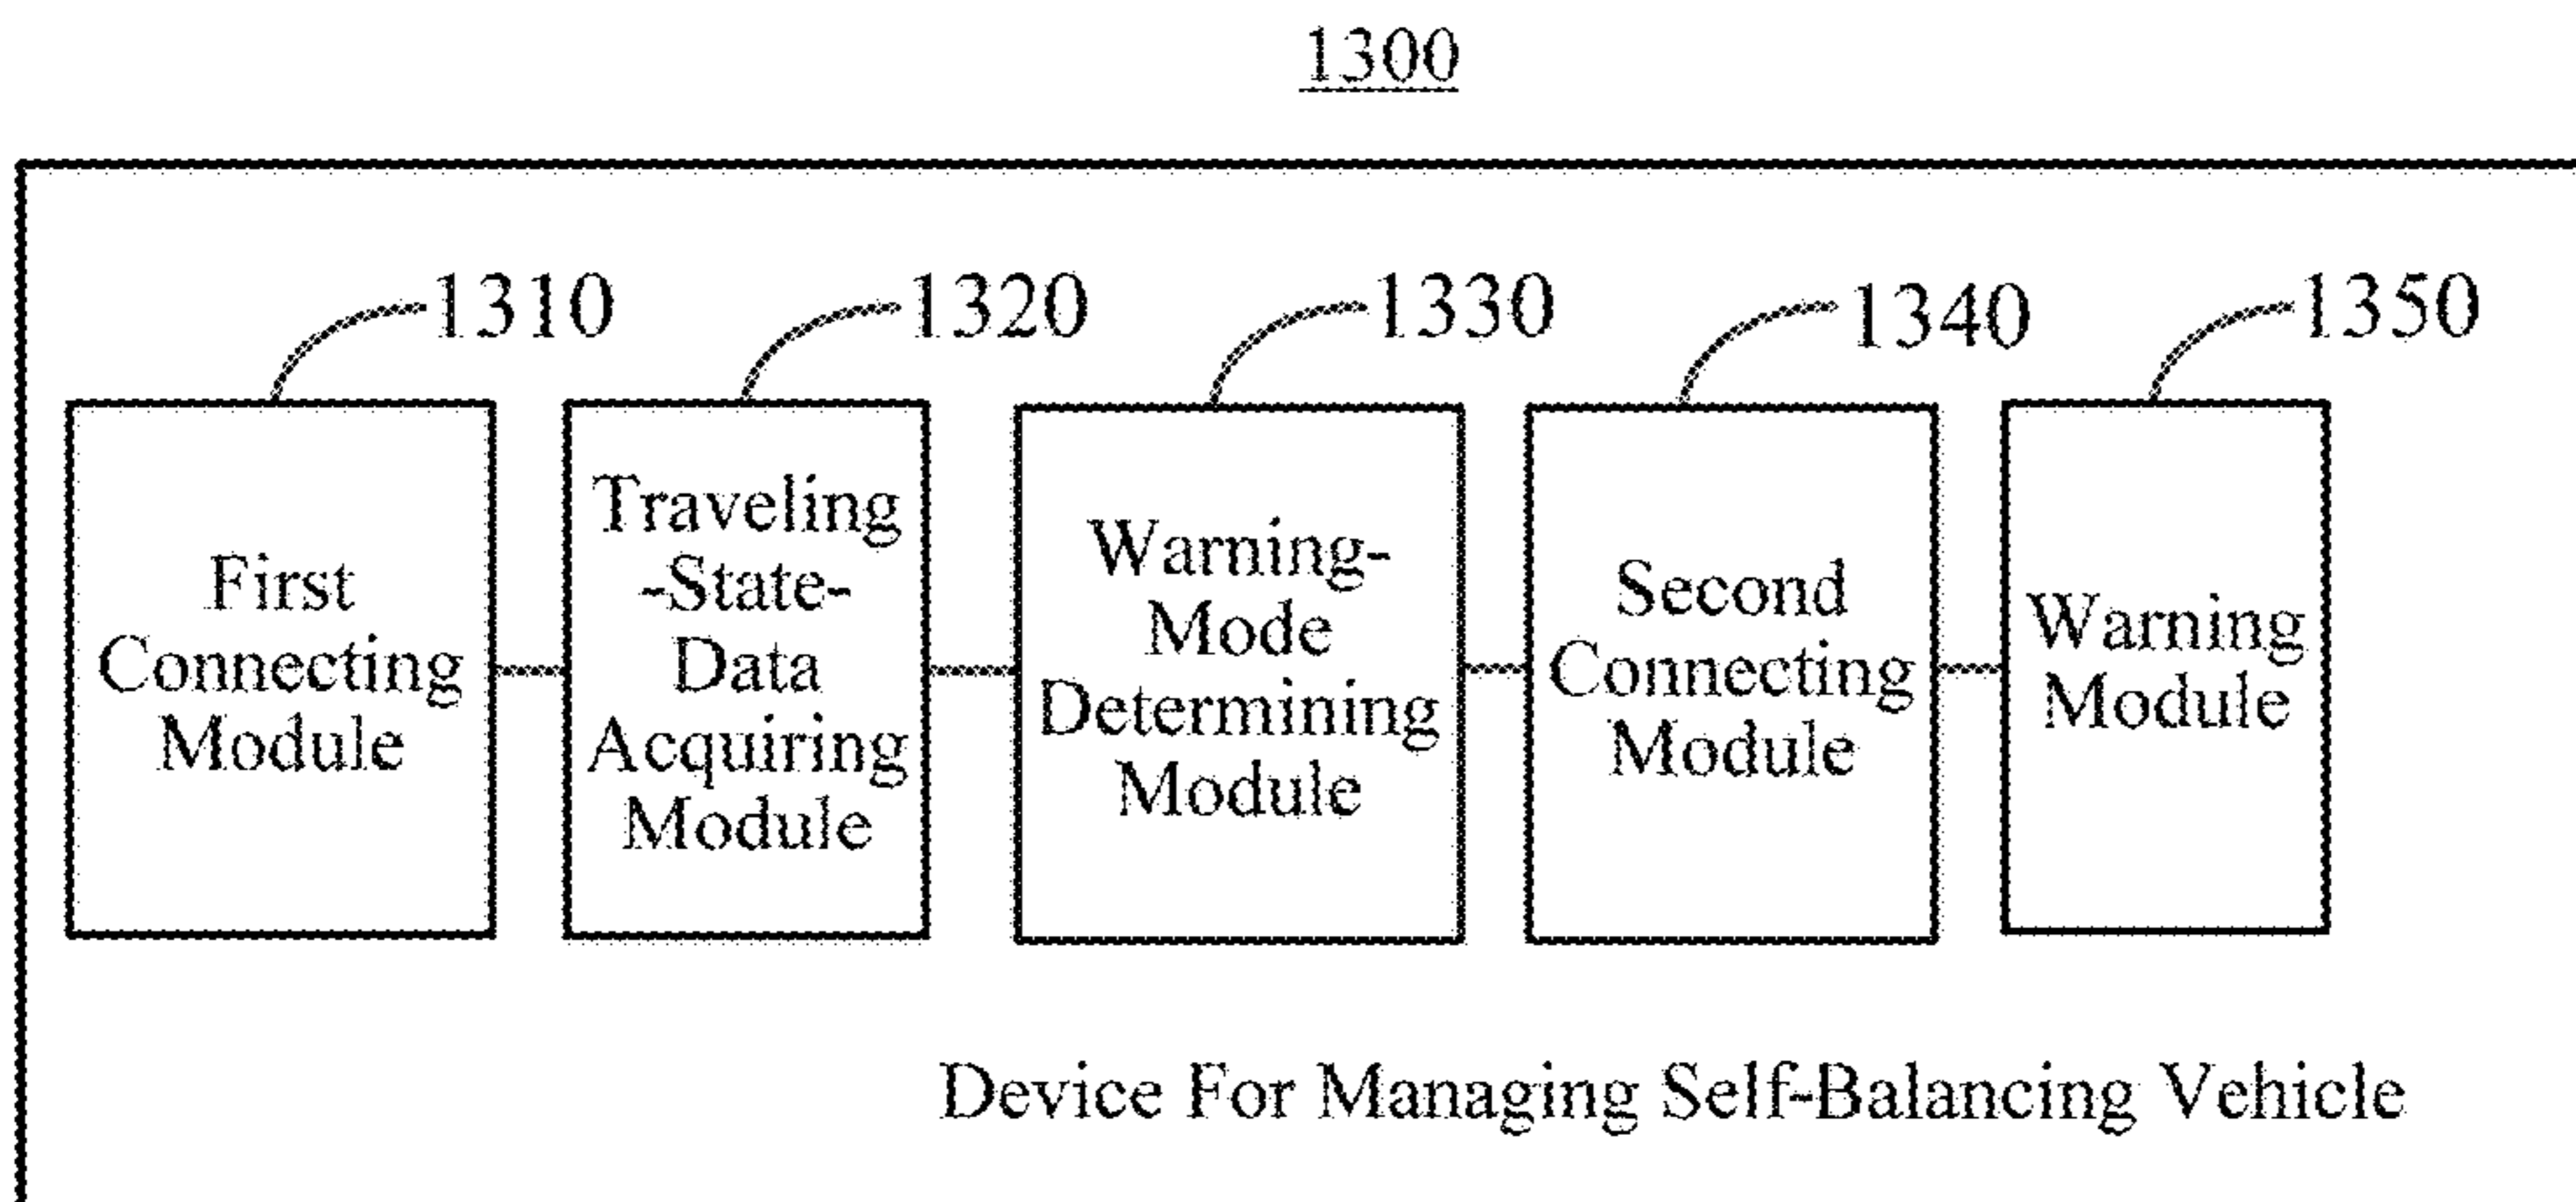 1300
1310
1320
1330
1340
1350
First
Connecting
Module
Traveling
-State-
Data
Acquiring
Module
Warning-
Mode
Determining
Module
Second
Connecting
Module
Warning
Module
Device For Managing Self-Balancing Vehicle